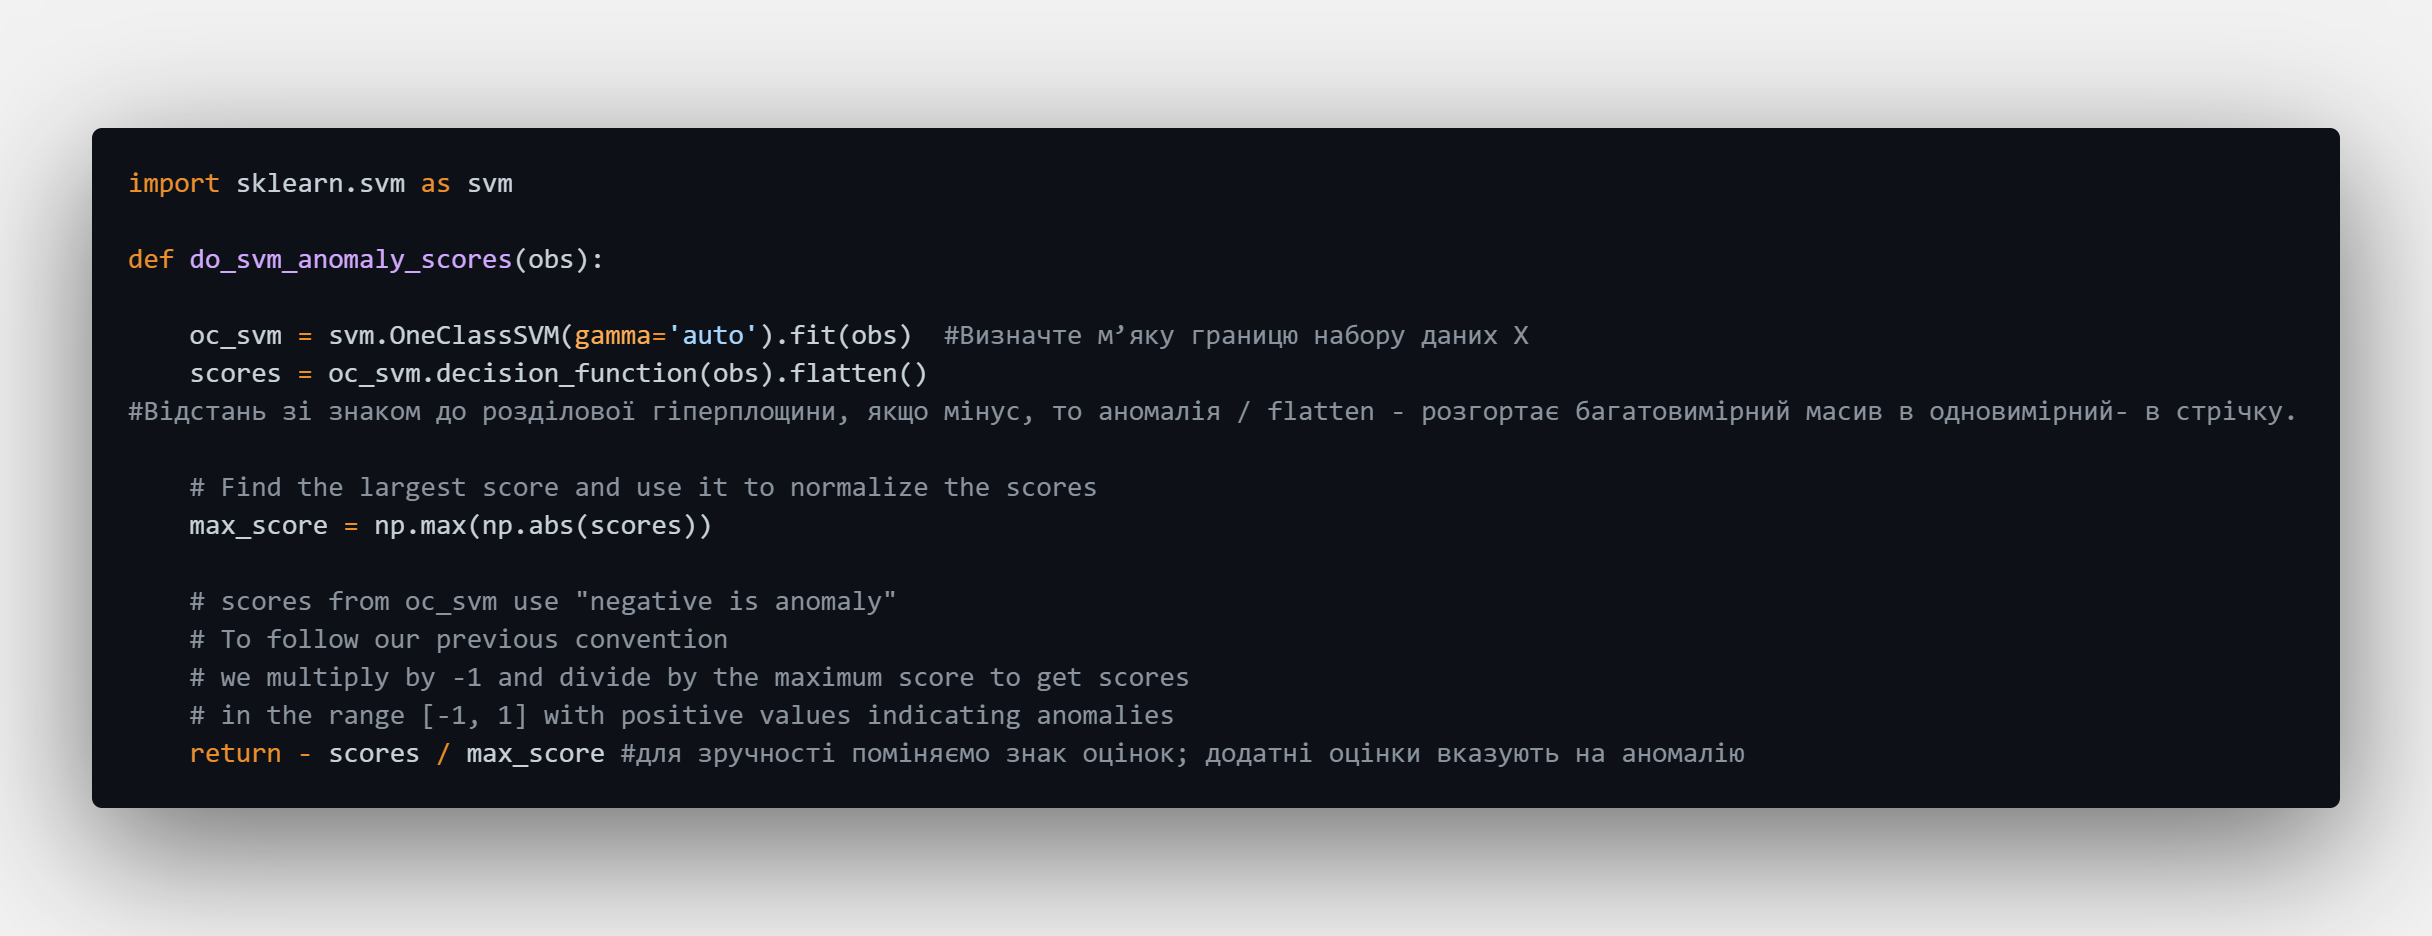 import sklearn.svm as svm
def do_svm_anomaly_scores(obs):
oc_svm = svm.OneClassSVM(gamma='auto').fit(obs)  #Визначте м’яку границю набору даних X
scores = oc_svm.decision_function(obs).flatten()
#Відстань зі знаком до розділової гіперплощини, якщо мінус, то аномалія / flatten - розгортає багатовимірний масив в одновимірний- в стрічку.
# Find the largest score and use it to normalize the scores
max_score = np.max(np.abs(scores))
# scores from oc_svm use "negative is anomaly"
# To follow our previous convention
# we multiply by -1 and divide by the maximum score to get scores
# in the range [-1, 1] with positive values indicating anomalies
return - scores / max_score #для зручності поміняємо знак оцінок; додатні оцінки вказують на аномалію